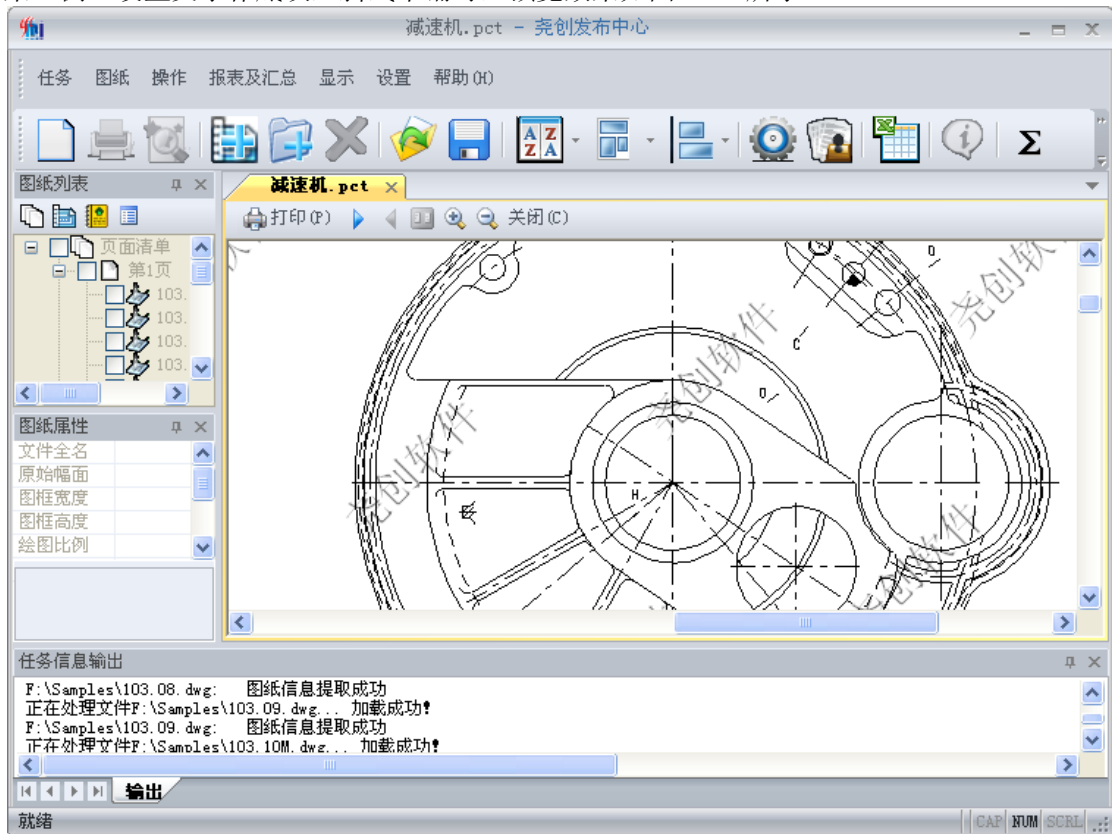 减速机.pct - 尧创发布中心
任务 图纸 操作 报表及汇总 显示 设置 帮助(H)
图纸列表
减速机.pct
打印(P) 关闭(C)
页面清单
第1页
103.
103.
103.
103.
图纸属性
文件全名
原始幅面
图框宽度
图框高度
绘图比例
尧创软件
尧创软件
尧创软件
尧创软件
D
C
D
H
任务信息输出
F:\Samples\103.08.dwg: 图纸信息提取成功
正在处理文件F:\Samples\103.09.dwg... 加载成功!
F:\Samples\103.09.dwg: 图纸信息提取成功
正在处理文件F:\Samples\103.10M.dwg... 加载成功!
输出
就绪
CAP NUM SCRL